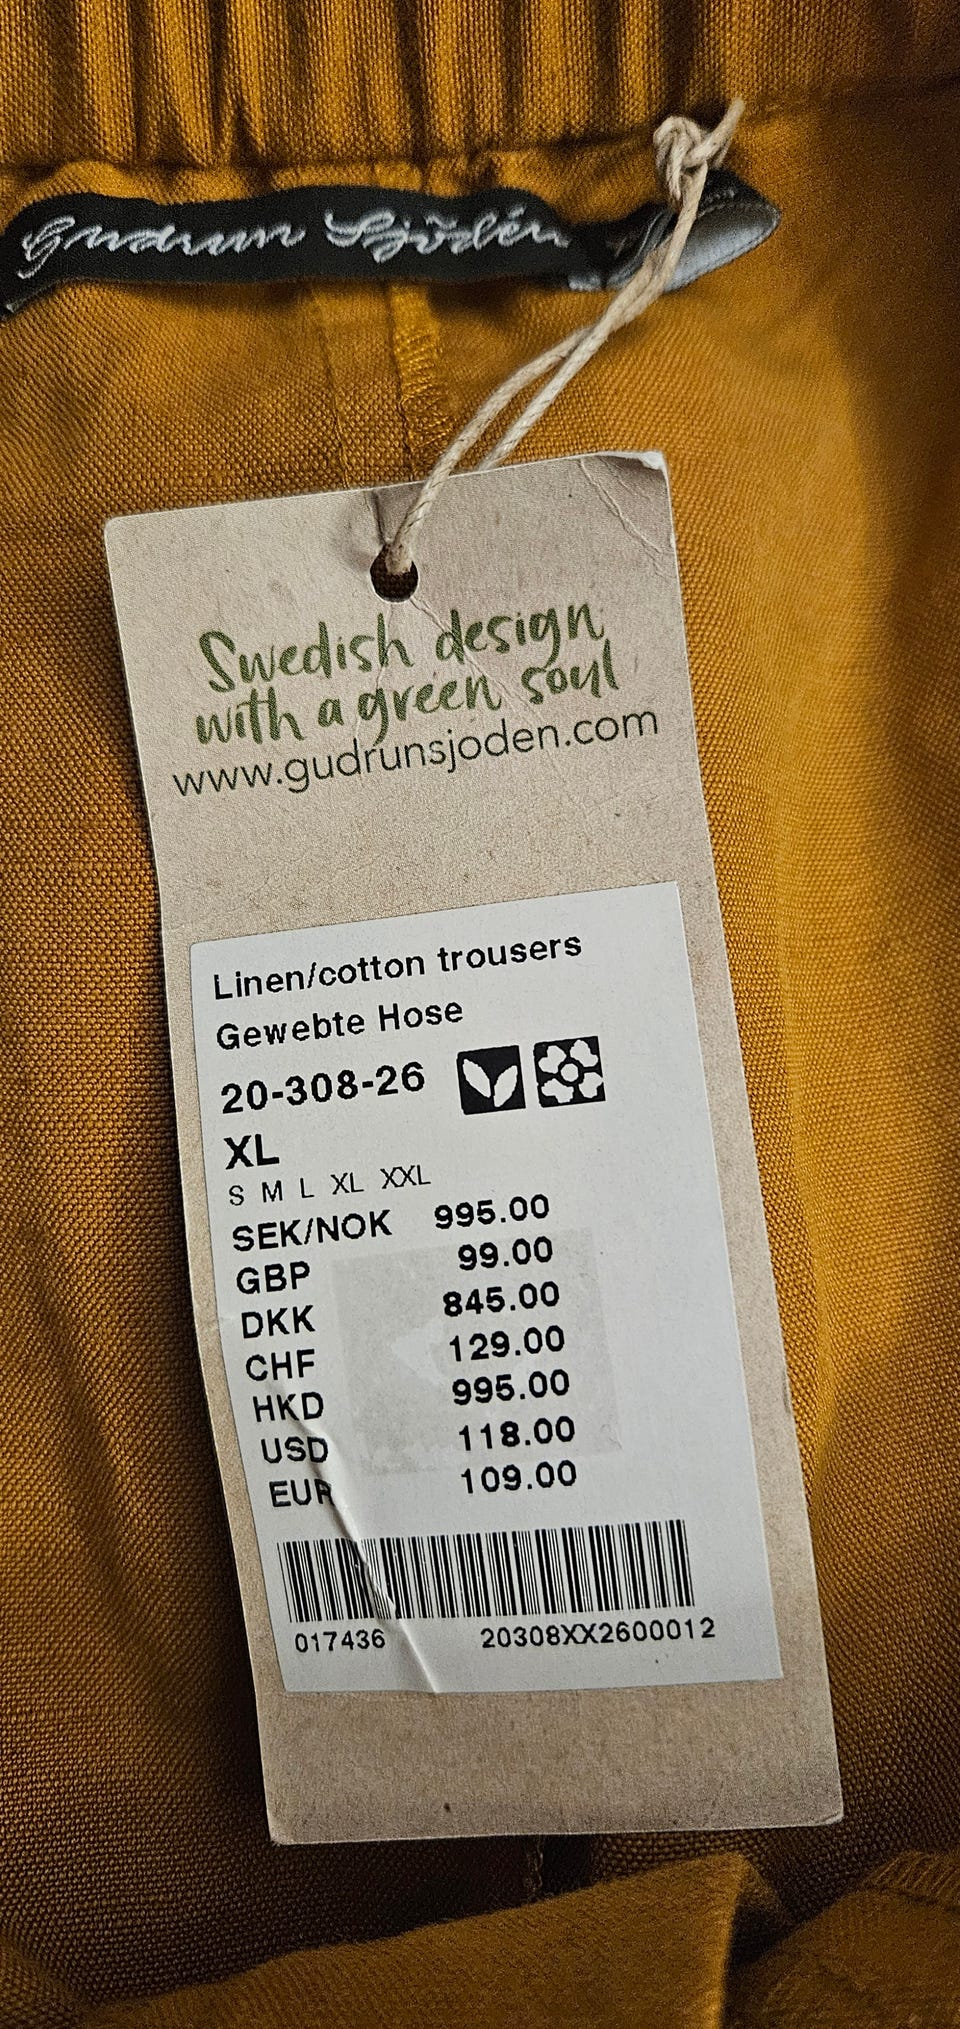 Gudrun Sjödén
Swedish design
with a green soul
www.gudrunsjoden.com
Linen/cotton trousers
Gewebte Hose
20-308-26
XL
S M L XL XXL
SEK/NOK 995.00
GBP 99.00
DKK 845.00
CHF 129.00
HKD 995.00
USD 118.00
EUR 109.00
017436 20308XX2600012